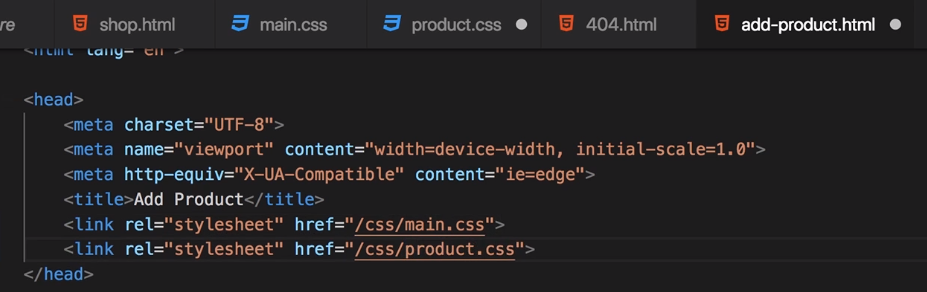 re shop.html main.css product.css 404.html add-product.html
<html lang="en">
<head>
<meta charset="UTF-8">
<meta name="viewport" content="width=device-width, initial-scale=1.0">
<meta http-equiv="X-UA-Compatible" content="ie=edge">
<title>Add Product</title>
<link rel="stylesheet" href="/css/main.css">
<link rel="stylesheet" href="/css/product.css">
</head>